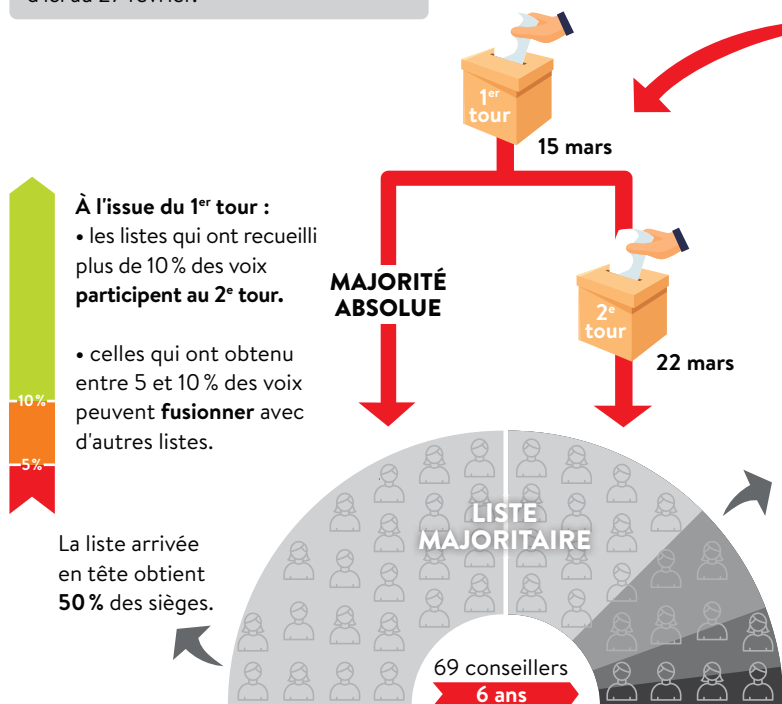 1er
tour
15 mars
À l'issue du 1er tour :
• les listes qui ont recueilli
plus de 10 % des voix
participent au 2e tour.
• celles qui ont obtenu
entre 5 et 10 % des voix
peuvent fusionner avec
d'autres listes.
10 %
5%
MAJORITÉ
ABSOLUE
2e
tour
22 mars
LISTE
MAJORITAIRE
La liste arrivée
en tête obtient
50 % des sièges.
69 conseillers
6 ans